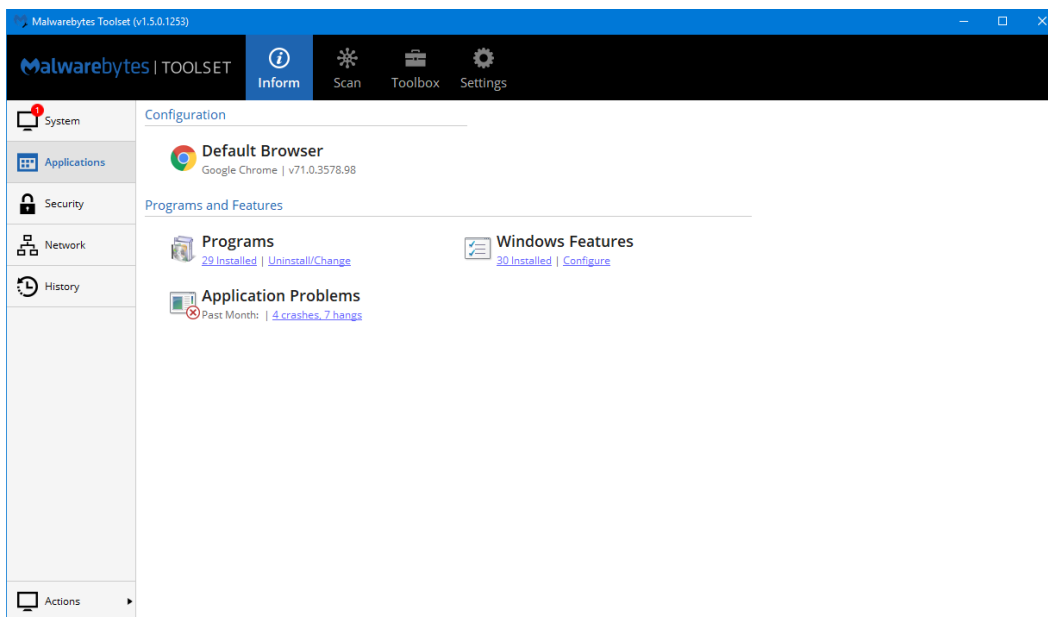 Malwarebytes Toolset (v1.5.0.1253)
Malwarebytes | TOOLSET
Inform
Scan
Toolbox
Settings
1
System
Applications
Security
Network
History
Actions
Configuration
Default Browser
Google Chrome | v71.0.3578.98
Programs and Features
Programs
29 Installed | Uninstall/Change
Windows Features
30 Installed | Configure
Application Problems
Past Month: | 4 crashes, 7 hangs